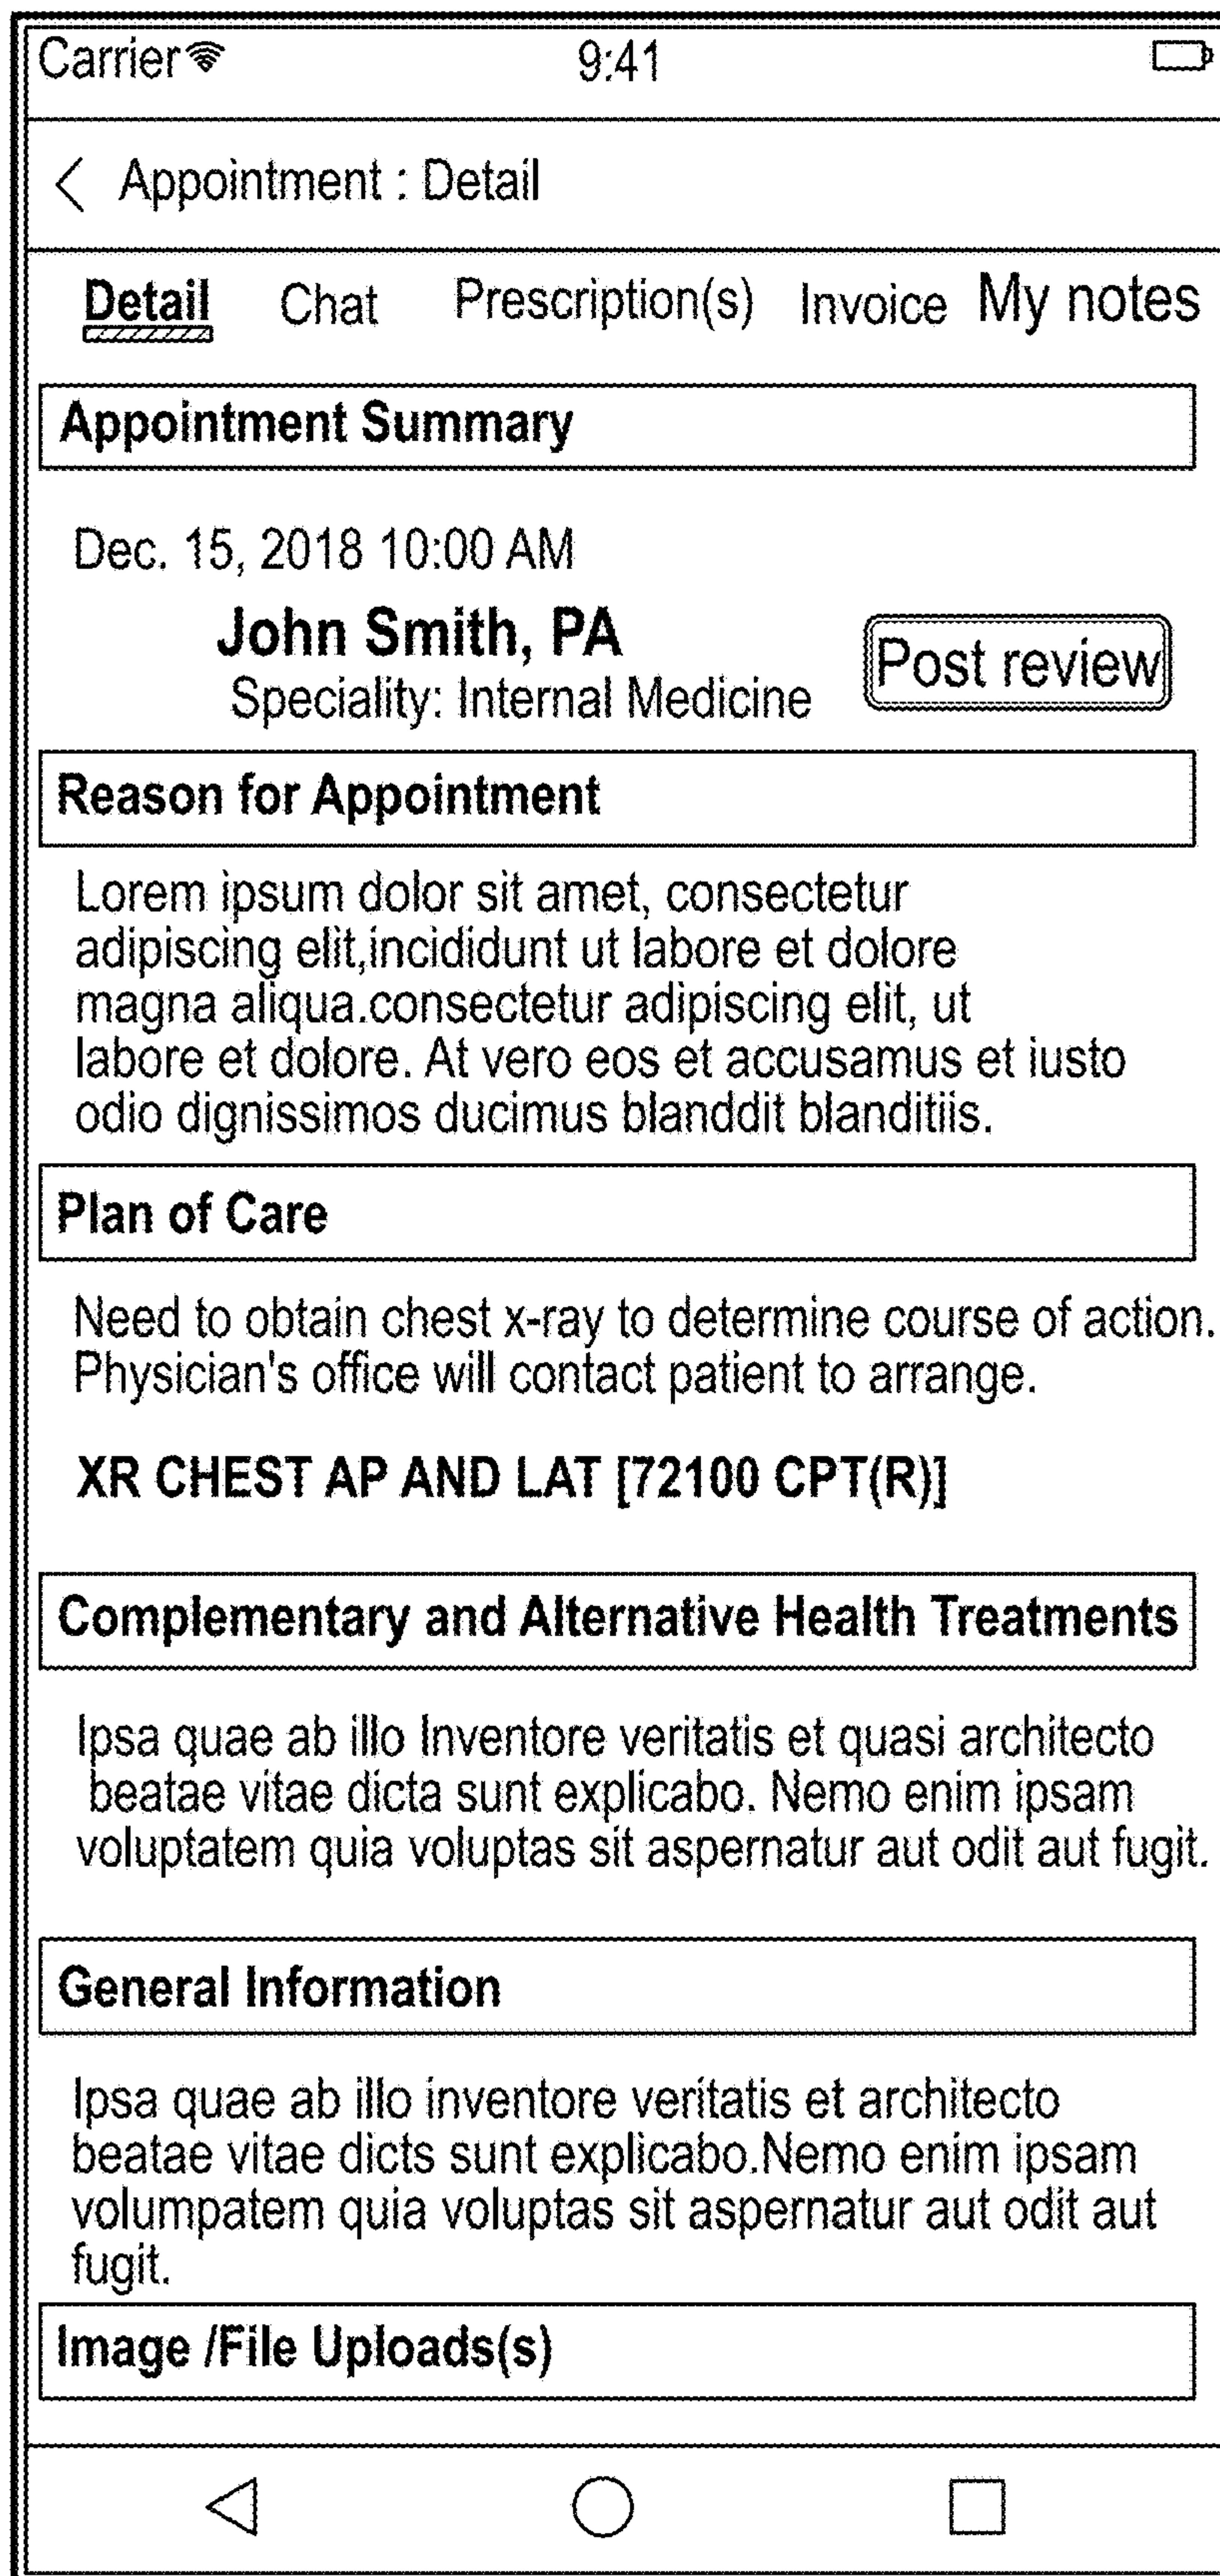 Carrier 9:41
Appointment : Detail
Detail Chat Prescription(s) Invoice My notes
Appointment Summary
Dec. 15, 2018 10:00 AM
John Smith, PA
Speciality: Internal Medicine
Post review
Reason for Appointment
Lorem ipsum dolor sit amet, consectetur
adipiscing elit,incididunt ut labore et dolore
magna aliqua.consectetur adipiscing elit, ut
labore et dolore. At vero eos et accusamus et iusto
odio dignissimos ducimus blanddit blanditiis.
Plan of Care
Need to obtain chest x-ray to determine course of action.
Physician's office will contact patient to arrange.
XR CHEST AP AND LAT [72100 CPT(R)]
Complementary and Alternative Health Treatments
Ipsa quae ab illo Inventore veritatis et quasi architecto
beatae vitae dicta sunt explicabo. Nemo enim ipsam
voluptatem quia voluptas sit aspernatur aut odit aut fugit.
General Information
Ipsa quae ab illo inventore veritatis et architecto
beatae vitae dicts sunt explicabo.Nemo enim ipsam
volumpatem quia voluptas sit aspernatur aut odit aut
fugit.
Image /File Uploads(s)